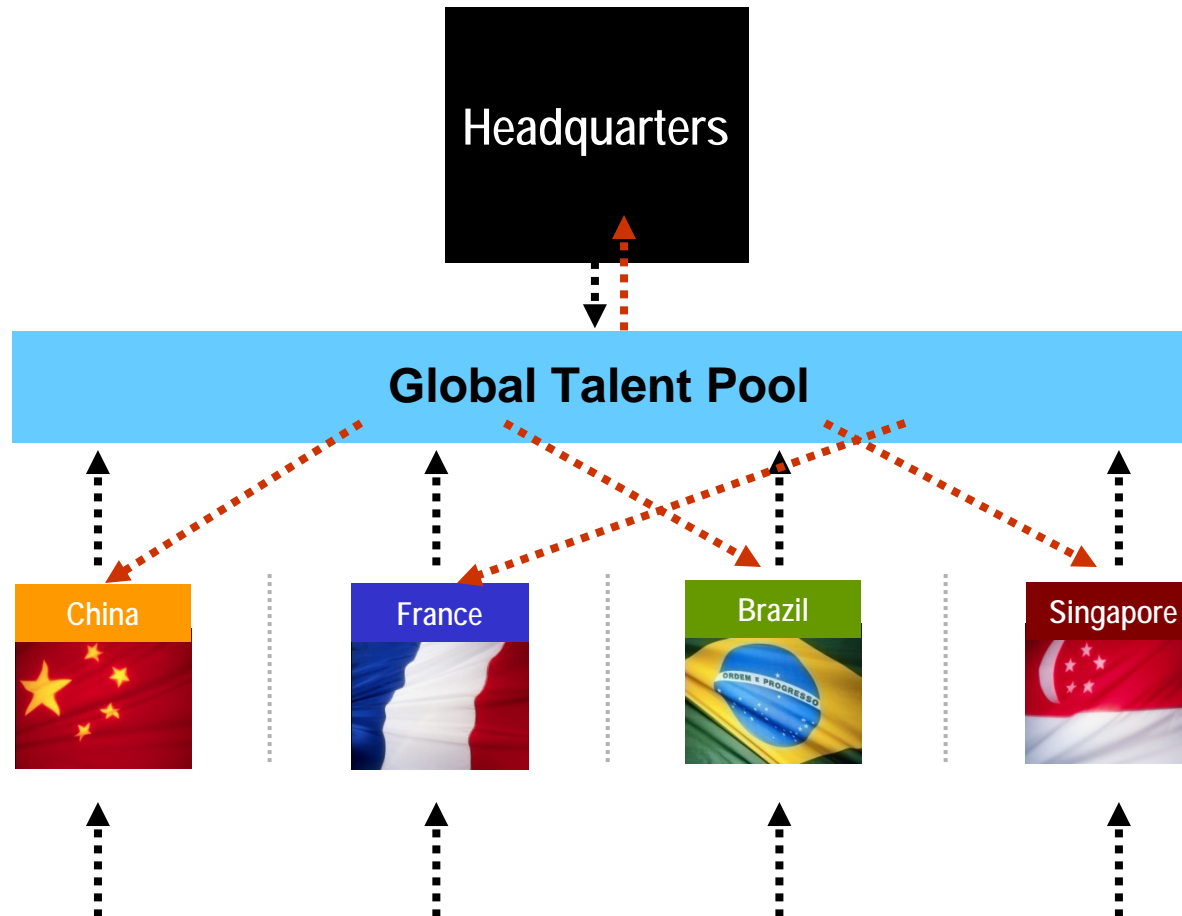 Headquarters
Global Talent Pool
China
France
Brazil
Singapore
ORDEM E PROGRESSO